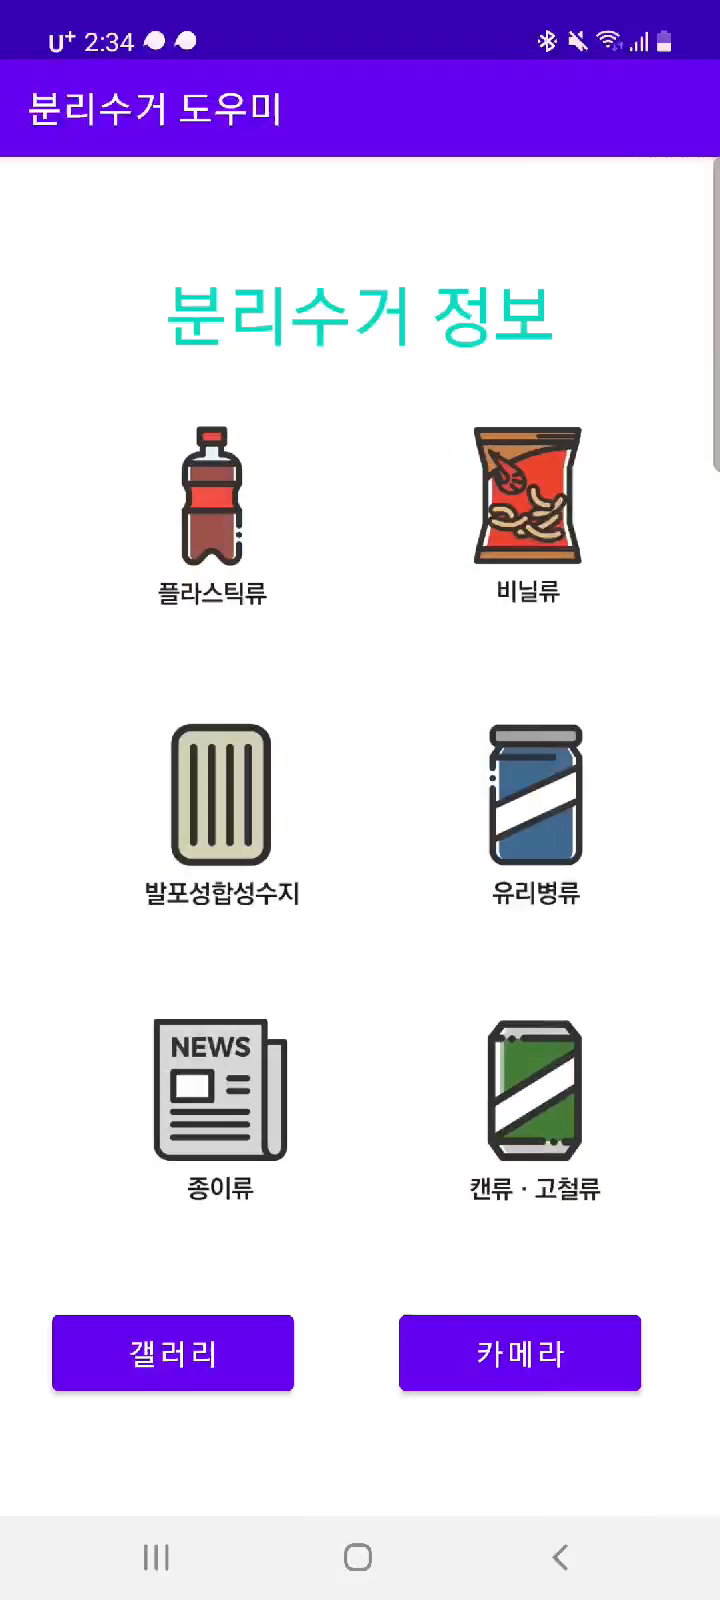 U+ 2:34
분리수거 도우미
분리수거 정보
플라스틱류
비닐류
발포성합성수지
유리병류
NEWS
종이류
캔류 · 고철류
갤러리
카메라